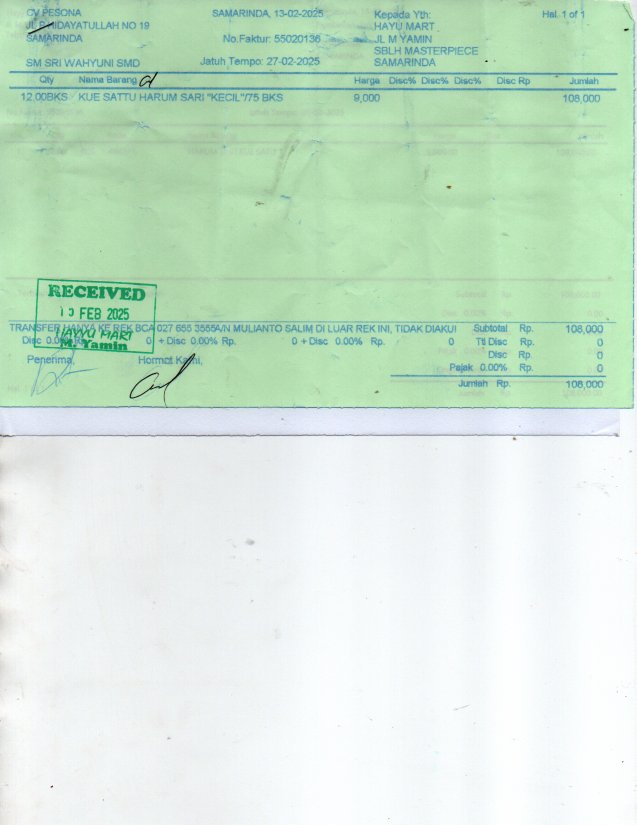 CV PESONA SAMARINDA, 13-02-2025 Kepada Yth: Hal. 1 of 1
JL P HIDAYATULLAH NO 19 HAYU MART
SAMARINDA No.Faktur: 55020136 JL M YAMIN
SBLH MASTERPIECE
SM SRI WAHYUNI SMD Jatuh Tempo: 27-02-2025 SAMARINDA
Qty Nama Barang Harga Disc% Disc% Disc% Disc Rp Jumlah
12.00BKS KUE SATTU HARUM SARI "KECIL"/75 BKS 9,000 108,000
RECEIVED
13 FEB 2025
HAYYU MART
M. Yamin
TRANSFER HANYA KE REK BCA 027 655 3555A/N MULIANTO SALIM DI LUAR REK INI, TIDAK DIAKUI Subtotal Rp. 108,000
Disc 0.00% Rp. 0 + Disc 0.00% Rp. 0 + Disc 0.00% Rp. 0 Ttl Disc 0
Disc Rp. 0
Penerima, Hormat Kami, Pajak 0.00% Rp. 0
Jumlah Rp. 108,000